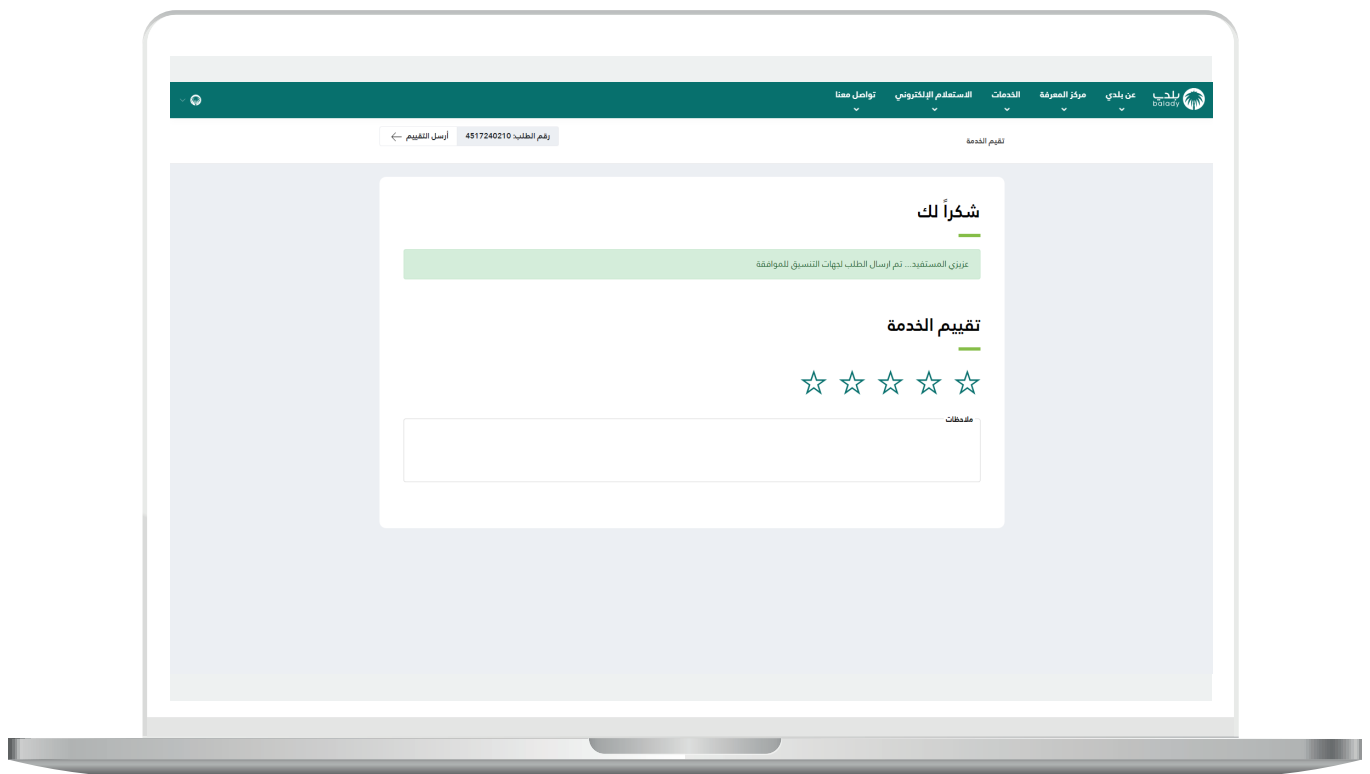 بلدي
balady
عن بلدي
مركز المعرفة
الخدمات
الاستعلام الإلكتروني
تواصل معنا
تقيم الخدمة
رقم الطلب: 4517240210
أرسل التقييم
شكراً لك
عزيزي المستفيد... تم ارسال الطلب لجهات التنسيق للموافقة
تقييم الخدمة
ملاحظات